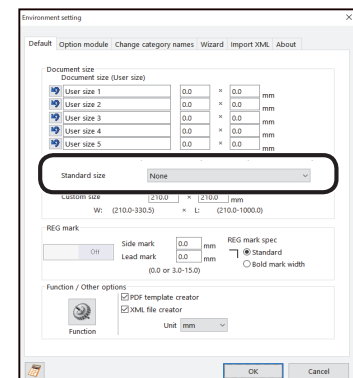 Environment setting
Default Option module Change category names Wizard Import XML About
Document size
Document size (User size)
User size 1 0.0 × 0.0 mm
User size 2 0.0 × 0.0 mm
User size 3 0.0 × 0.0 mm
User size 4 0.0 × 0.0 mm
User size 5 0.0 × 0.0 mm
Standard size None
Custom size 210.0 × 210.0 mm
W: (210.0-330.5) × L: (210.0-1000.0)
REG mark
Off
Side mark 0.0 mm
Lead mark 0.0 mm
(0.0 or 3.0-15.0)
REG mark spec
Standard
Bold mark width
Function / Other options
Function
PDF template creator
XML file creator
Unit mm
OK Cancel